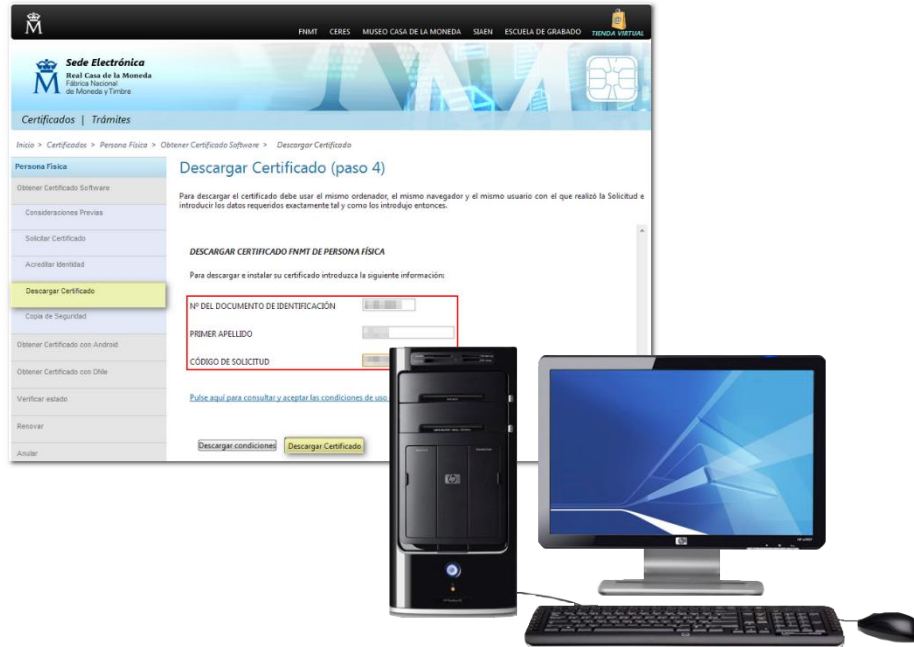 FNMT CERES MUSEO CASA DE LA MONEDA SIAEN ESCUELA DE GRABADO TIENDA VIRTUAL
Sede Electrónica
Real Casa de la Moneda
Fábrica Nacional
de Moneda y Timbre
Certificados | Trámites
Inicio > Certificados > Persona Física > Obtener Certificado Software > Descargar Certificado
Persona Física
Obtener Certificado Software
Consideraciones Previas
Solicitar Certificado
Acreditar Identidad
Descargar Certificado
Copia de Seguridad
Obtener Certificado con Android
Obtener Certificado con DNIe
Verificar estado
Renovar
Anular
Descargar Certificado (paso 4)
Para descargar el certificado debe usar el mismo ordenador, el mismo navegador y el mismo usuario con el que realizó la Solicitud e
introducir los datos requeridos exactamente tal y como los introdujo entonces.
DESCARGAR CERTIFICADO FNMT DE PERSONA FÍSICA
Para descargar e instalar su certificado introduzca la siguiente información:
Nº DEL DOCUMENTO DE IDENTIFICACIÓN
PRIMER APELLIDO
CÓDIGO DE SOLICITUD
Pulse aquí para consultar y aceptar las condiciones de uso
Descargar condiciones Descargar Certificado
hp
hp